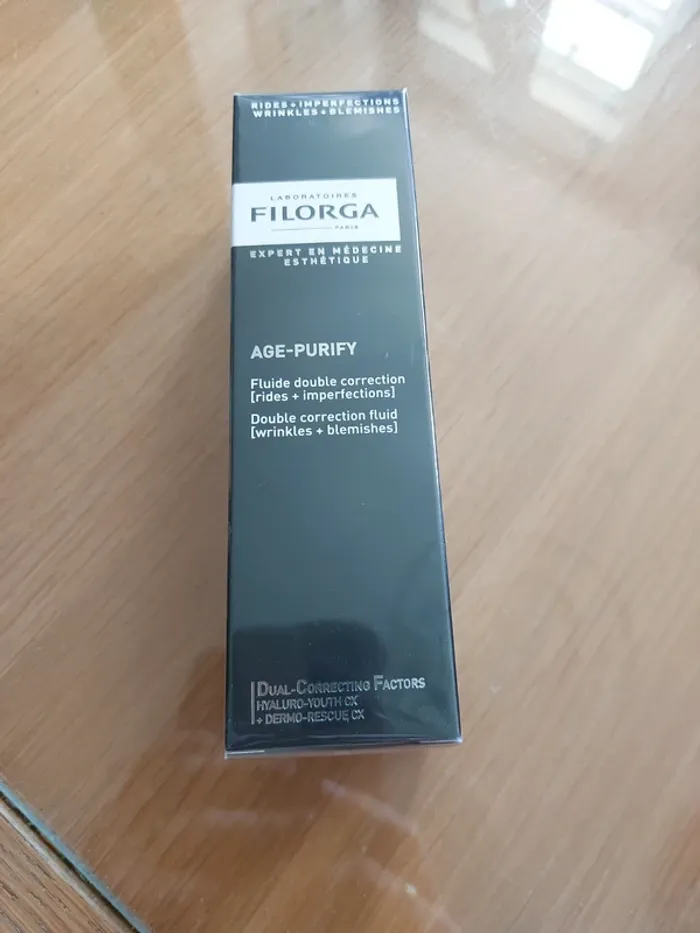 RIDES + IMPERFECTIONS
WRINKLES + BLEMISHES
LABORATOIRES
FILORGA
PARIS
EXPERT EN MÉDECINE
ESTHÉTIQUE
AGE-PURIFY
Fluide double correction
[rides + imperfections]
Double correction fluid
[wrinkles + blemishes]
DUAL-CORRECTING FACTORS
HYALURO-YOUTH CX
+ DERMO-RESCUE CX